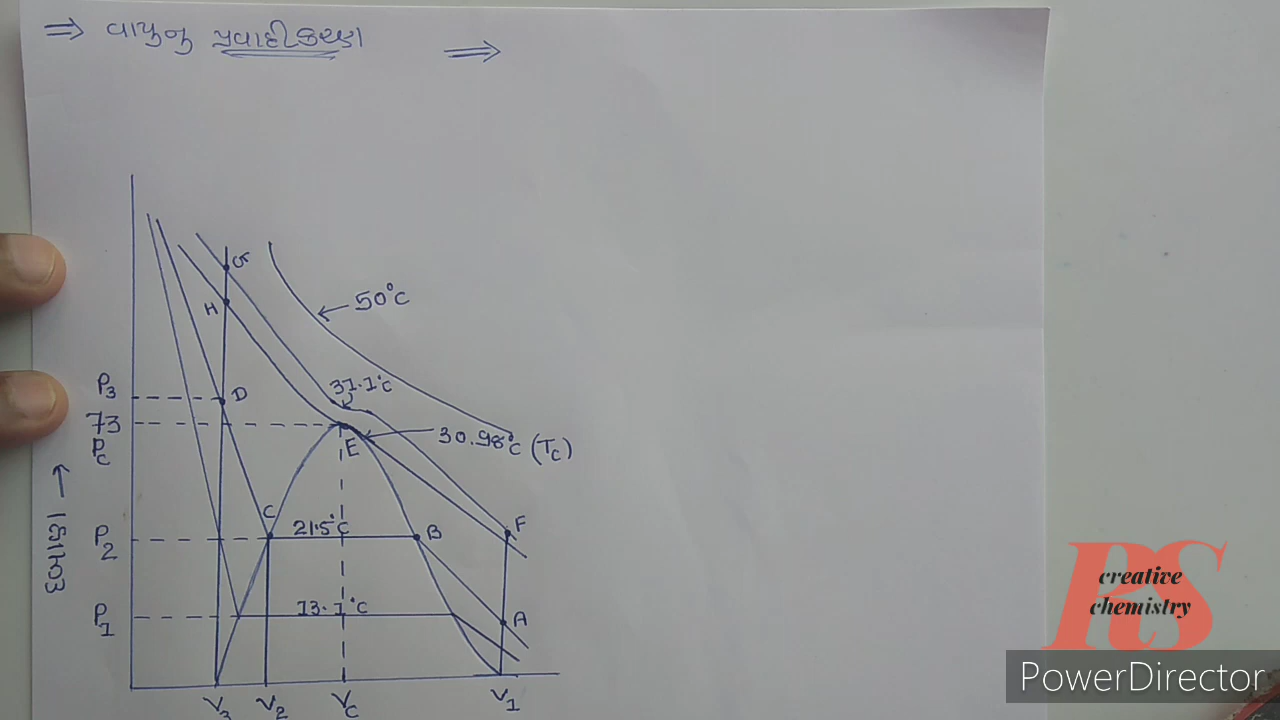 ⇒ વાયુનુ પ્રવાહીકરણ ⇒
G
50°C
H
31.1°C
P3
D
73
Pc
30.98°C (Tc)
E
દબાણ →
C
21.5°C
B
F
P2
13.1°C
A
P1
V3 V2 Vc V1
RS
creative
chemistry
PowerDirector